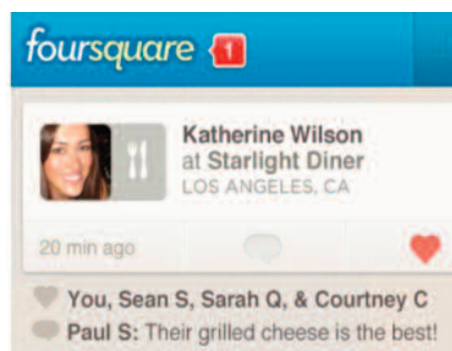 foursquare 1
Katherine Wilson
at Starlight Diner
LOS ANGELES, CA
20 min ago
You, Sean S, Sarah Q, & Courtney C
Paul S: Their grilled cheese is the best!